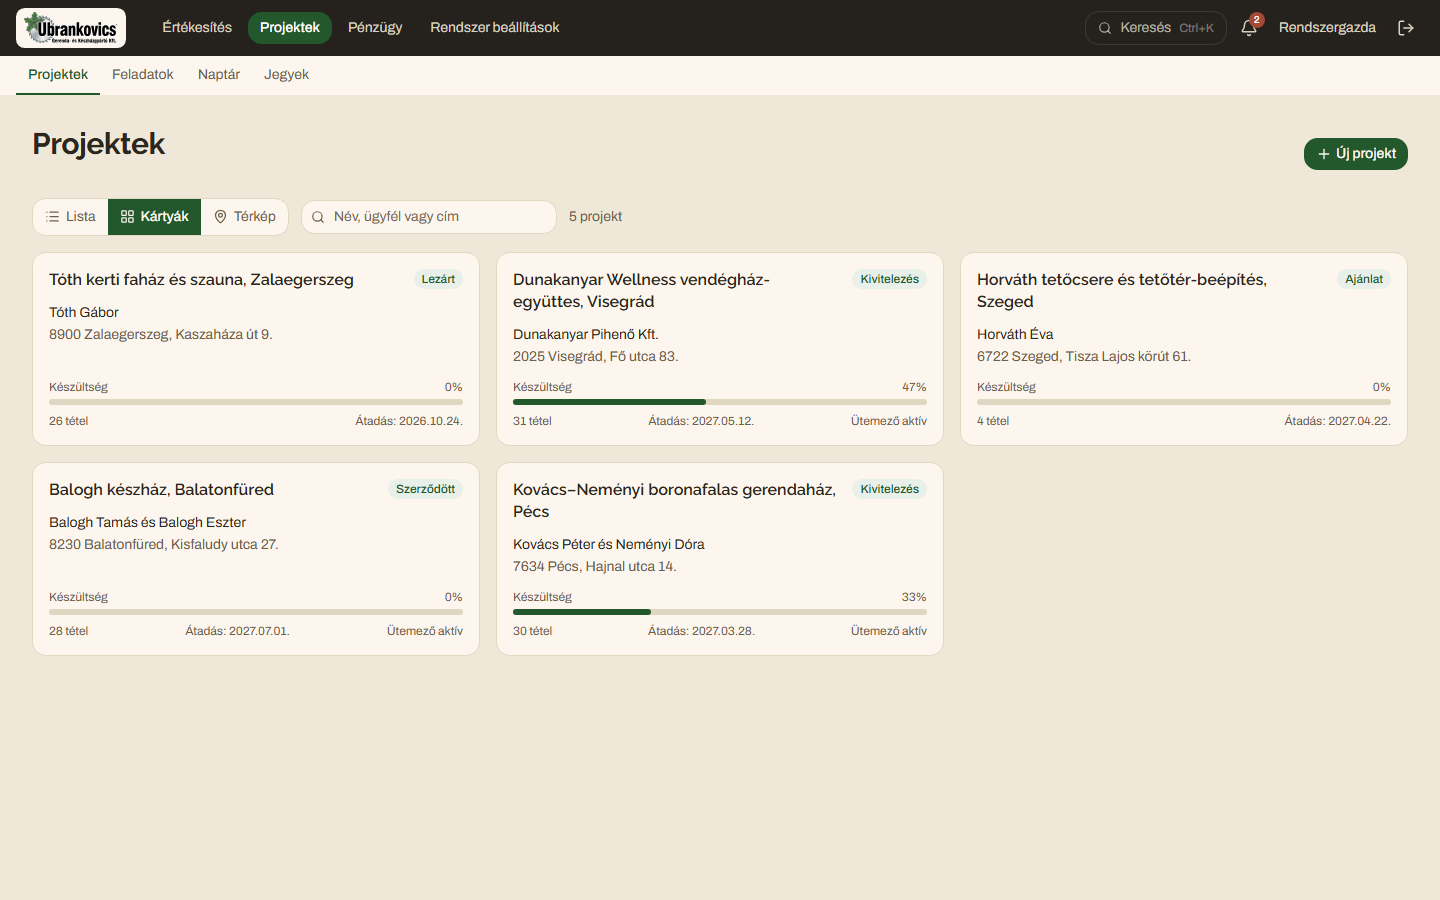 Ubrankovics
Gerenda- és Készházgyártó Kft.
Értékesítés
Projektek
Pénzügy
Rendszer beállítások
Keresés Ctrl+K
2
Rendszergazda
Projektek
Feladatok
Naptár
Jegyek
Projektek
Új projekt
Lista
Kártyák
Térkép
Név, ügyfél vagy cím
5 projekt
Tóth kerti faház és szauna, Zalaegerszeg
Lezárt
Tóth Gábor
8900 Zalaegerszeg, Kaszaháza út 9.
Készültség 0%
26 tétel Átadás: 2026.10.24.
Dunakanyar Wellness vendégház-
együttes, Visegrád
Kivitelezés
Dunakanyar Pihenő Kft.
2025 Visegrád, Fő utca 83.
Készültség 47%
31 tétel Átadás: 2027.05.12. Ütemező aktív
Horváth tetőcsere és tetőtér-beépítés,
Szeged
Ajánlat
Horváth Éva
6722 Szeged, Tisza Lajos körút 61.
Készültség 0%
4 tétel Átadás: 2027.04.22.
Balogh készház, Balatonfüred
Szerződött
Balogh Tamás és Balogh Eszter
8230 Balatonfüred, Kisfaludy utca 27.
Készültség 0%
28 tétel Átadás: 2027.07.01. Ütemező aktív
Kovács–Neményi boronafalas gerendaház,
Pécs
Kivitelezés
Kovács Péter és Neményi Dóra
7634 Pécs, Hajnal utca 14.
Készültség 33%
30 tétel Átadás: 2027.03.28. Ütemező aktív